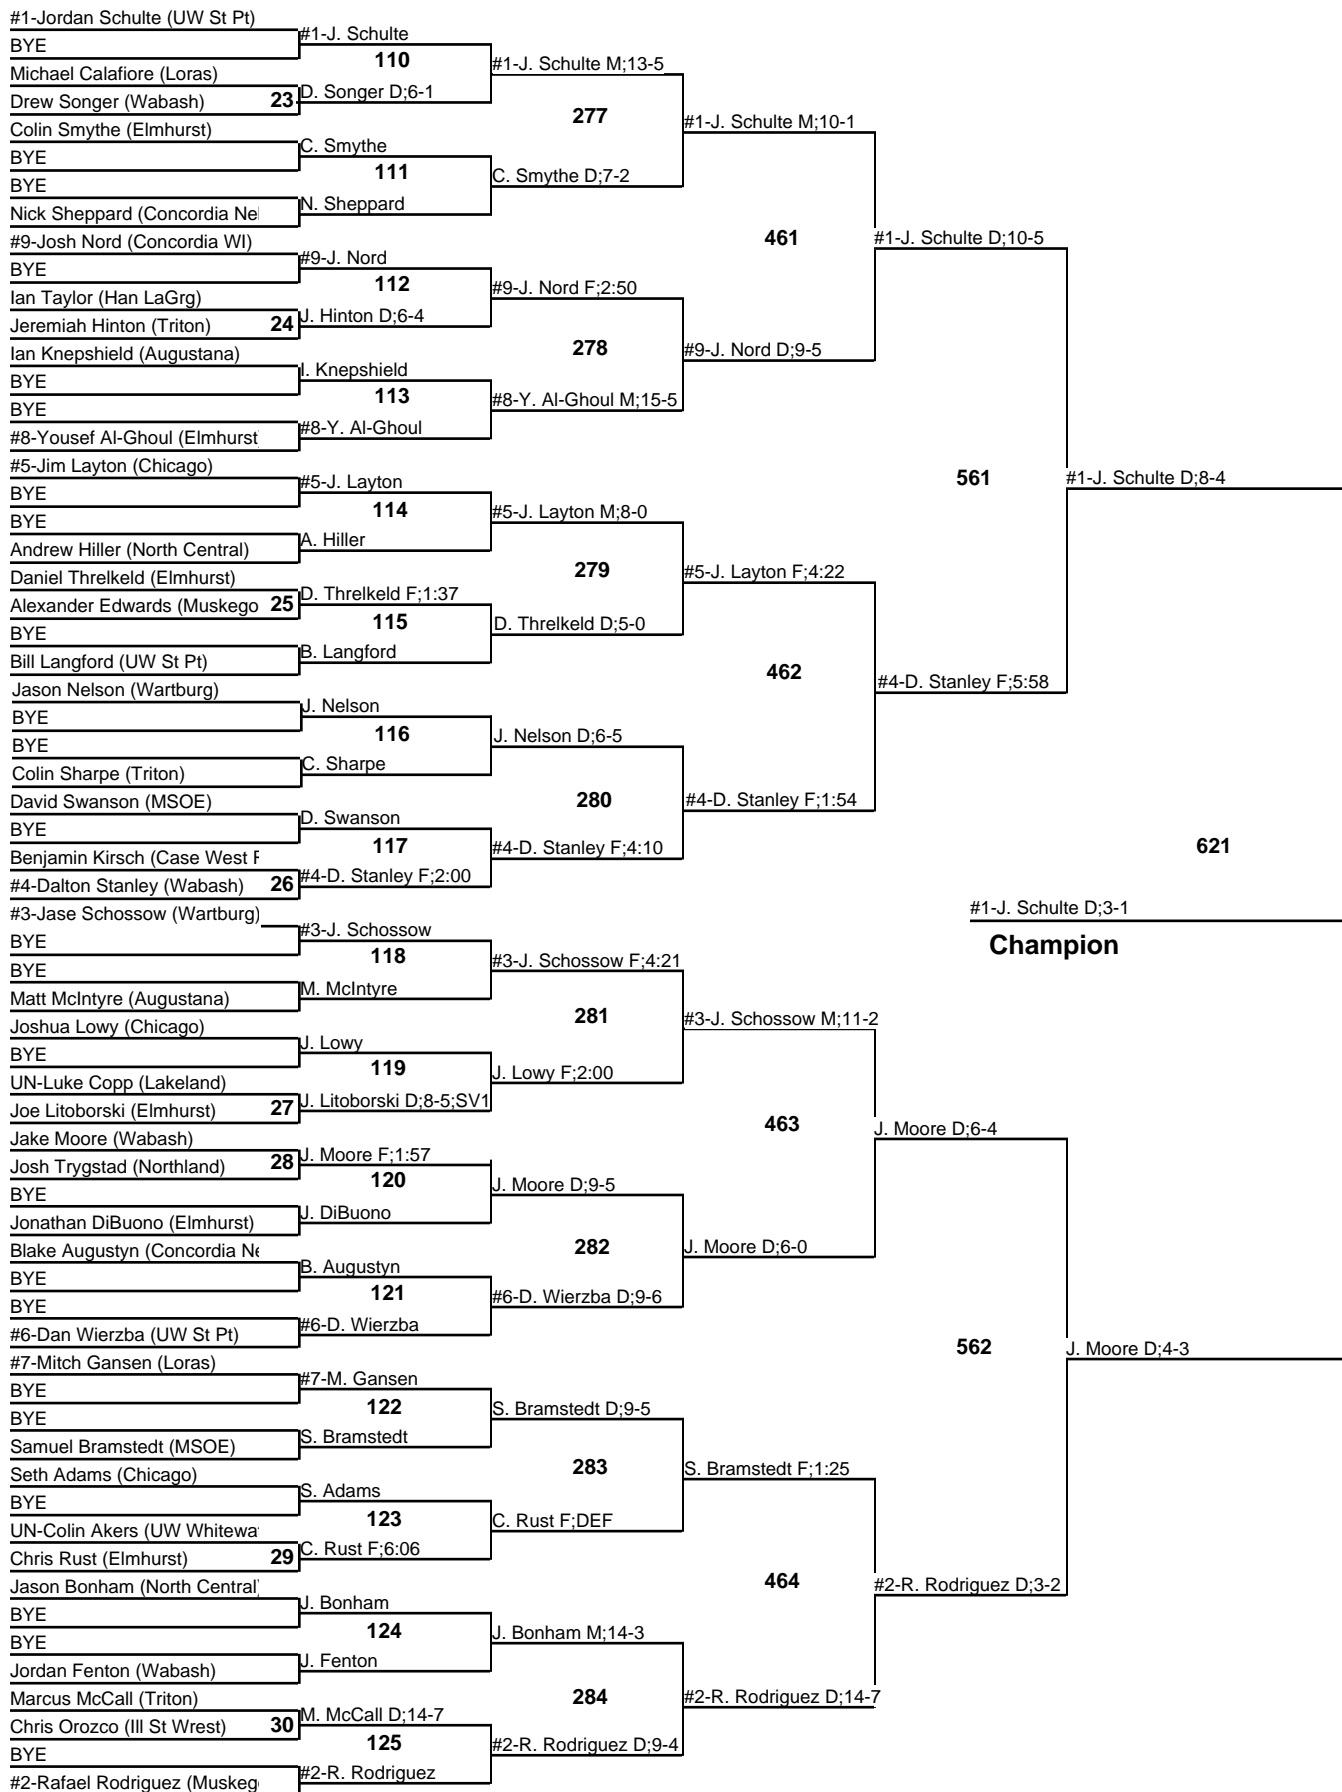 #1-Jordan Schulte (UW St Pt)
BYE
Michael Calafiore (Loras)
Drew Songer (Wabash) 23
Colin Smythe (Elmhurst)
BYE
BYE
Nick Sheppard (Concordia Ne
#9-Josh Nord (Concordia WI)
BYE
Ian Taylor (Han LaGrg)
Jeremiah Hinton (Triton) 24
Ian Knepshield (Augustana)
BYE
BYE
#8-Yousef Al-Ghoul (Elmhurst
#5-Jim Layton (Chicago)
BYE
BYE
Andrew Hiller (North Central)
Daniel Threlkeld (Elmhurst)
Alexander Edwards (Muskego 25
BYE
Bill Langford (UW St Pt)
Jason Nelson (Wartburg)
BYE
BYE
Colin Sharpe (Triton)
David Swanson (MSOE)
BYE
Benjamin Kirsch (Case West
#4-Dalton Stanley (Wabash) 26
#3-Jase Schossow (Wartburg)
BYE
BYE
Matt McIntyre (Augustana)
Joshua Lowy (Chicago)
BYE
UN-Luke Copp (Lakeland)
Joe Litoborski (Elmhurst) 27
Jake Moore (Wabash)
Josh Trygstad (Northland) 28
BYE
Jonathan DiBuono (Elmhurst)
Blake Augustyn (Concordia Ne
BYE
BYE
#6-Dan Wierzba (UW St Pt)
#7-Mitch Gansen (Loras)
BYE
BYE
Samuel Bramstedt (MSOE)
Seth Adams (Chicago)
BYE
UN-Colin Akers (UW Whitewa
Chris Rust (Elmhurst) 29
Jason Bonham (North Central)
BYE
BYE
Jordan Fenton (Wabash)
Marcus McCall (Triton)
Chris Orozco (Ill St Wrest) 30
BYE
#2-Rafael Rodriguez (Muskeg
#1-J. Schulte
110
D. Songer D;6-1
C. Smythe
111
N. Sheppard
#9-J. Nord
112
J. Hinton D;6-4
I. Knepshield
113
#8-Y. Al-Ghoul
#5-J. Layton
114
A. Hiller
D. Threlkeld F;1:37
115
B. Langford
J. Nelson
116
C. Sharpe
D. Swanson
117
#4-D. Stanley F;2:00
#3-J. Schossow
118
M. McIntyre
J. Lowy
119
J. Litoborski D;8-5;SV1
J. Moore F;1:57
120
J. DiBuono
B. Augustyn
121
#6-D. Wierzba
#7-M. Gansen
122
S. Bramstedt
S. Adams
123
C. Rust F;6:06
J. Bonham
124
J. Fenton
M. McCall D;14-7
125
#2-R. Rodriguez
#1-J. Schulte M;13-5
277
C. Smythe D;7-2
#9-J. Nord F;2:50
278
#8-Y. Al-Ghoul M;15-5
#5-J. Layton M;8-0
279
D. Threlkeld D;5-0
J. Nelson D;6-5
280
#4-D. Stanley F;4:10
#3-J. Schossow F;4:21
281
J. Lowy F;2:00
J. Moore D;9-5
282
#6-D. Wierzba D;9-6
S. Bramstedt D;9-5
283
C. Rust F;DEF
J. Bonham M;14-3
284
#2-R. Rodriguez D;9-4
#1-J. Schulte M;10-1
461
#9-J. Nord D;9-5
#5-J. Layton F;4:22
462
#4-D. Stanley F;1:54
#3-J. Schossow M;11-2
463
J. Moore D;6-0
S. Bramstedt F;1:25
464
#2-R. Rodriguez D;14-7
#1-J. Schulte D;10-5
561
#4-D. Stanley F;5:58
J. Moore D;6-4
562
#2-R. Rodriguez D;3-2
#1-J. Schulte D;8-4
621
J. Moore D;4-3
#1-J. Schulte D;3-1
Champion